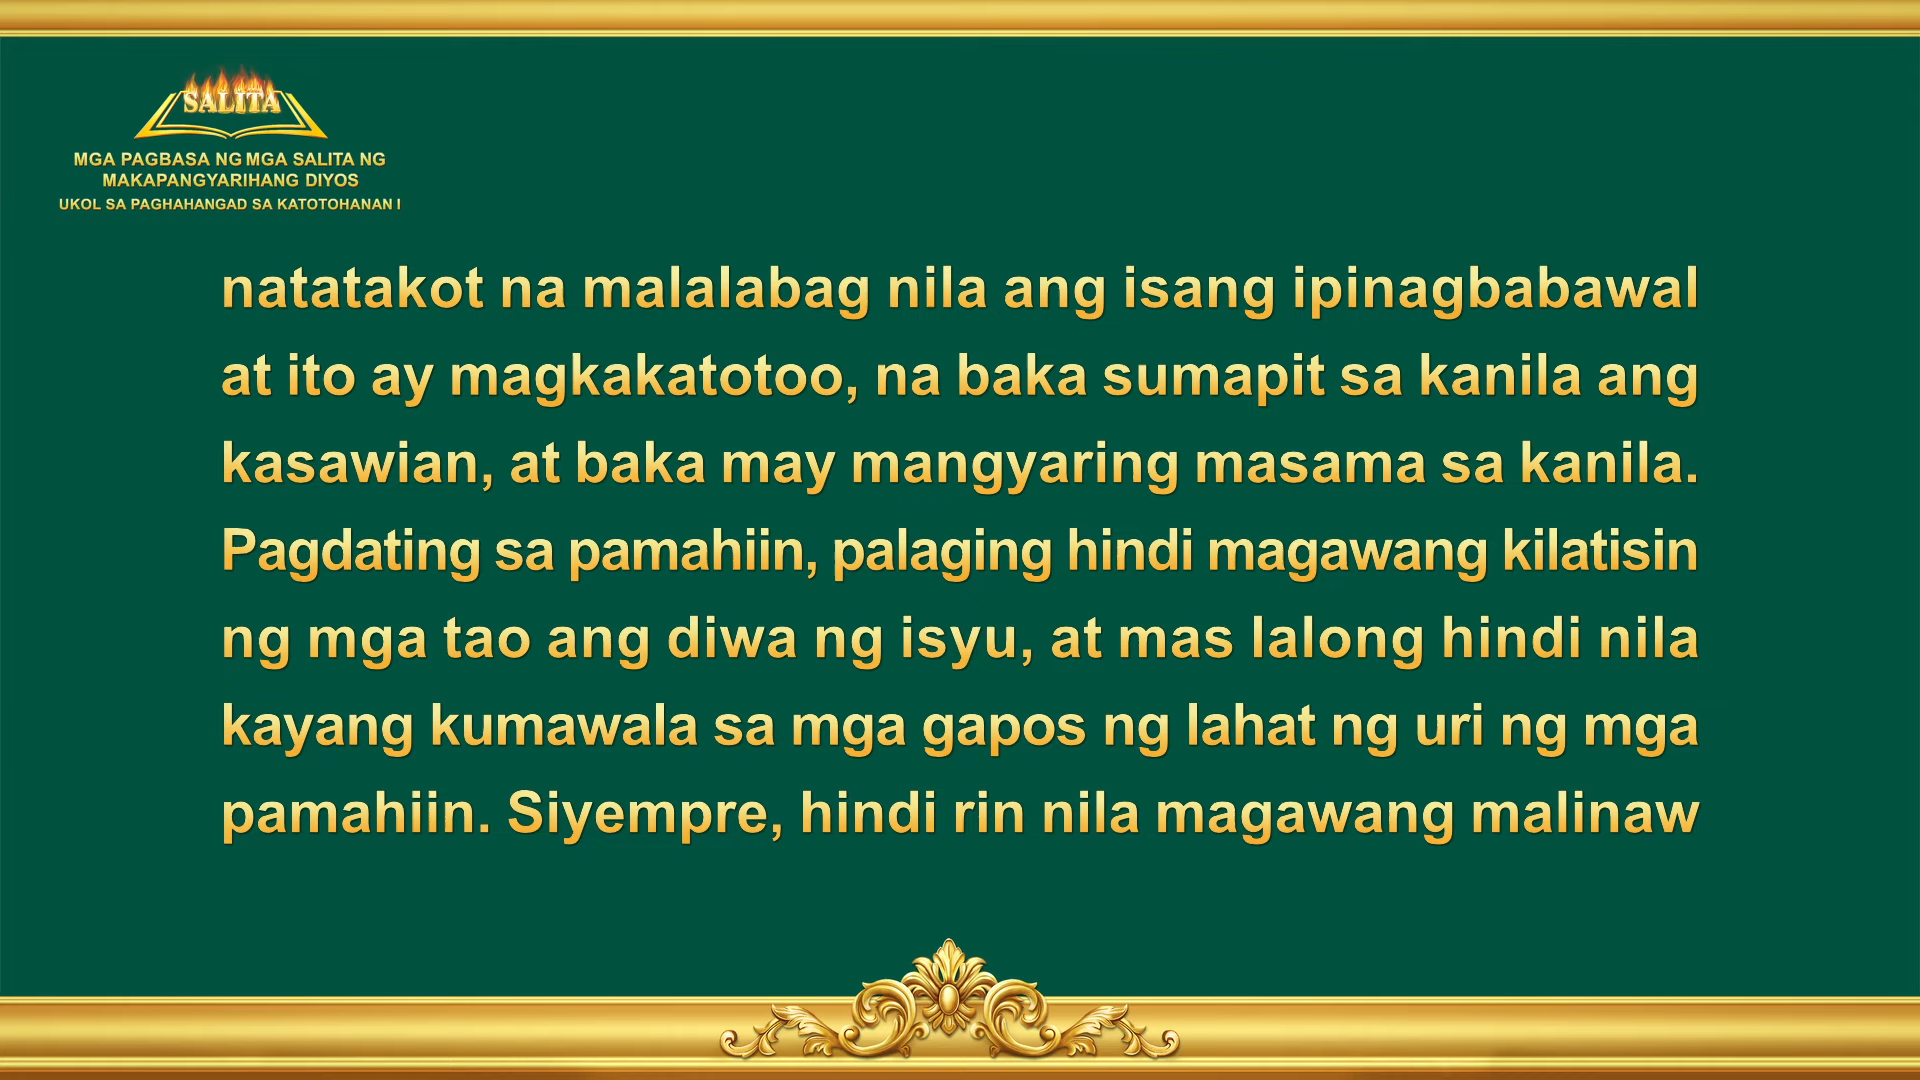 SALITA
MGA PAGBASA NG MGA SALITA NG
MAKAPANGYARIHANG DIYOS
UKOL SA PAGHAHANGAD SA KATOTOHANAN I
natatakot na malalabag nila ang isang ipinagbabawal
at ito ay magkakatotoo, na baka sumapit sa kanila ang
kasawian, at baka may mangyaring masama sa kanila.
Pagdating sa pamahiin, palaging hindi magawang kilatisin
ng mga tao ang diwa ng isyu, at mas lalong hindi nila
kayang kumawala sa mga gapos ng lahat ng uri ng mga
pamahiin. Siyempre, hindi rin nila magawang malinaw